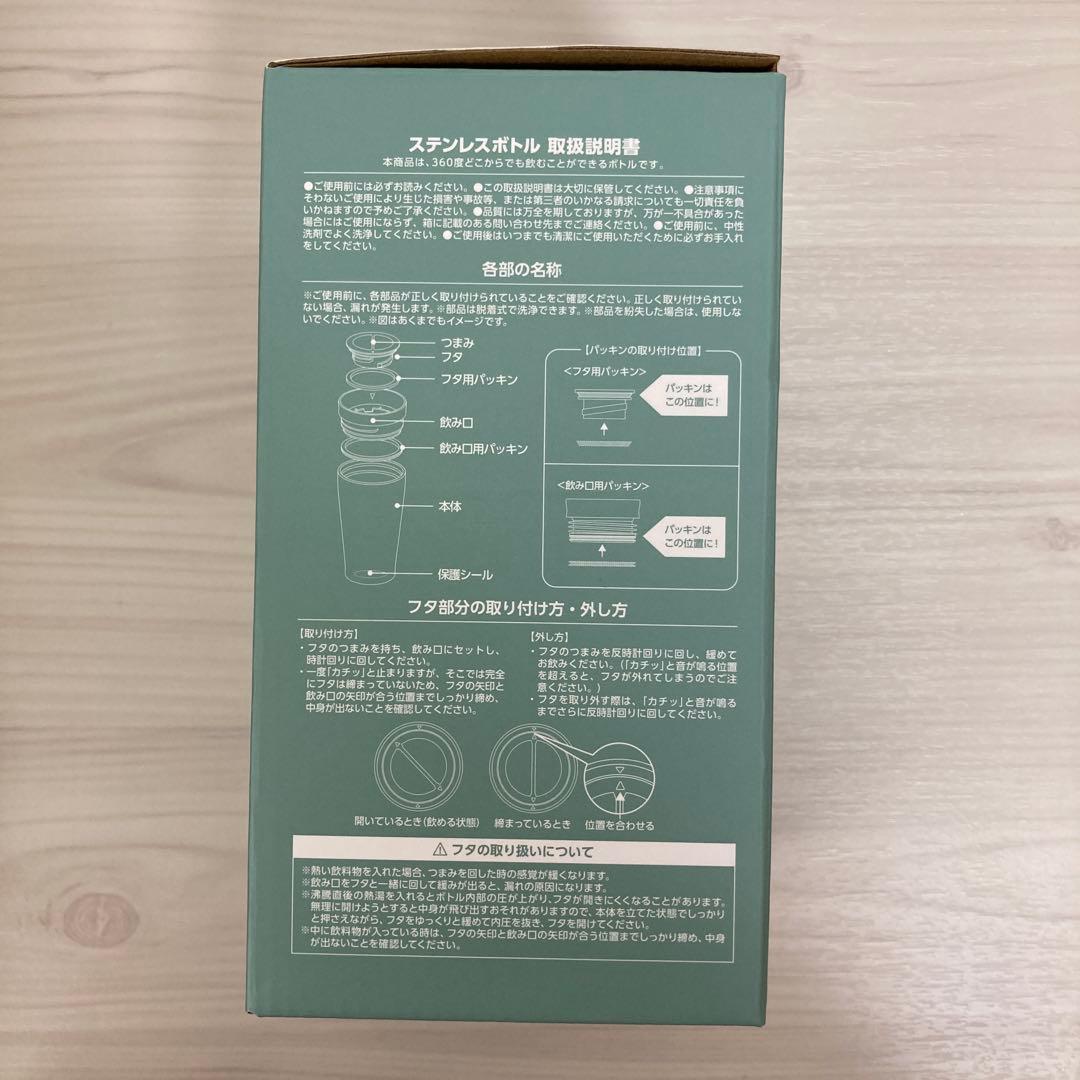 ステンレスボトル 取扱説明書
本商品は、360度どこからでも飲むことができるボトルです。
●ご使用前には必ずお読みください。●この取扱説明書は大切に保管してください。●注意事項に
そわないご使用により生じた損害や事故等、または第三者のいかなる請求についても一切責任を負
いかねますので予めご了承ください。●品質には万全を期しておりますが、万が一不具合があった
場合にはご使用にならず、箱に記載のある問い合わせ先までご連絡ください。●ご使用前に、中性
洗剤でよく洗浄してください。●ご使用後はいつまでも清潔にご使用いただくために必ずお手入れ
をしてください。
各部の名称
※ご使用前に、各部品が正しく取り付けられていることをご確認ください。正しく取り付けられてい
ない場合、漏れが発生します。※部品は脱着式で洗浄できます。※部品を紛失した場合は、使用しな
いでください。※図はあくまでもイメージです。
つまみ
フタ
フタ用パッキン
飲み口
飲み口用パッキン
本体
保護シール
【パッキンの取り付け位置】
<フタ用パッキン>
パッキンは
この位置に!
<飲み口用パッキン>
パッキンは
この位置に!
フタ部分の取り付け方・外し方
【取り付け方】
・フタのつまみを持ち、飲み口にセットし、
時計回りに回してください。
・一度「カチッ」と止まりますが、そこでは完全
にフタは締まっていないため、フタの矢印と
飲み口の矢印が合う位置までしっかり締め、
中身が出ないことを確認してください。
【外し方】
・フタのつまみを反時計回りに回し、緩めて
お飲みください。(「カチッ」と音が鳴る位置
を超えると、フタが外れてしまうのでご注
意ください。)
・フタを取り外す際は、「カチッ」と音が鳴る
までさらに反時計回りに回してください。
開いているとき(飲める状態)
締まっているとき
位置を合わせる
⚠ フタの取り扱いについて
※熱い飲料物を入れた場合、つまみを回した時の感覚が緩くなります。
※飲み口をフタと一緒に回して緩みが出ると、漏れの原因になります。
※沸騰直後の熱湯を入れるとボトル内部の圧が上がり、フタが開きにくくなることがあります。
無理に開けようとすると中身が飛び出すおそれがありますので、本体を立てた状態でしっかり
と押さえながら、フタをゆっくりと緩めて内圧を抜き、フタを開けてください。
※中に飲料物が入っている時は、フタの矢印と飲み口の矢印が合う位置までしっかり締め、中身
が出ないことを確認してください。